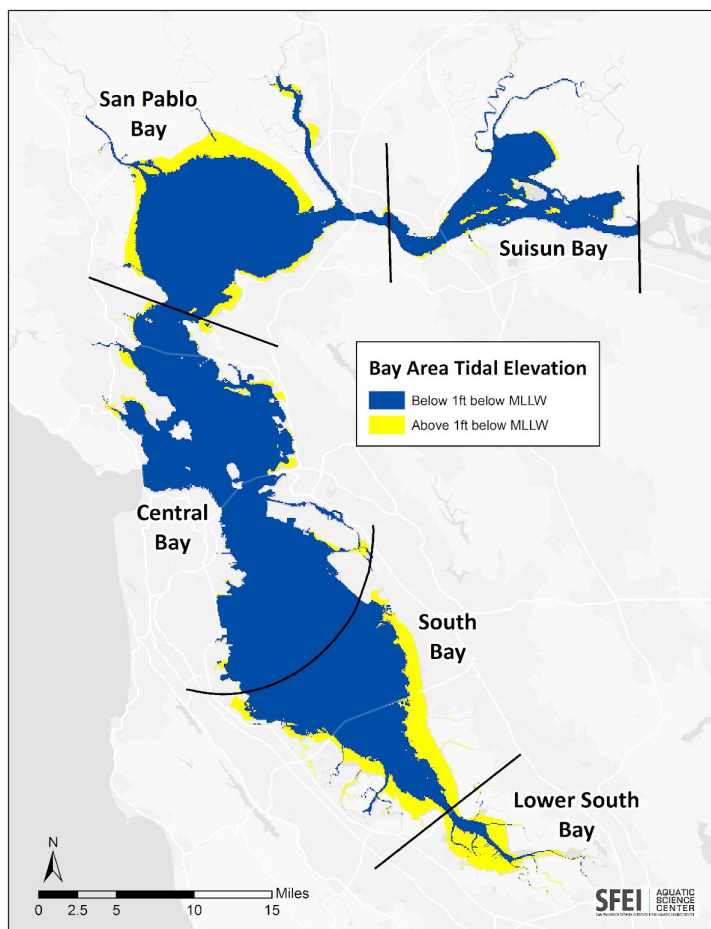 San Pablo
Bay
Suisun Bay
Bay Area Tidal Elevation
Below 1ft below MLLW
Above 1ft below MLLW
Central
Bay
South
Bay
Lower South
Bay
N
Miles
0 2.5 5 10 15
SFEI AQUATIC
SCIENCE
CENTER